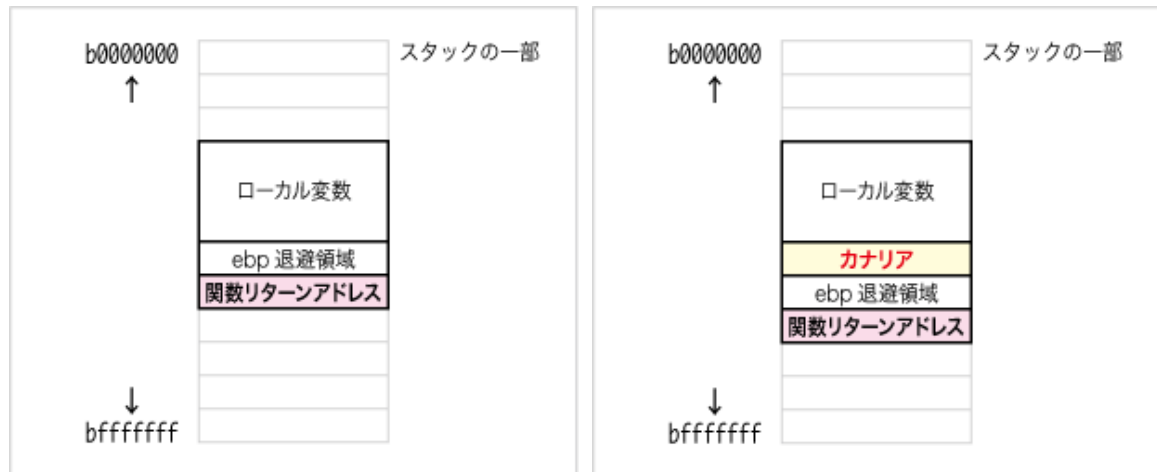 b0000000
スタックの一部
↑
ローカル変数
ebp 退避領域
関数リターンアドレス
↓
bfffffff
b0000000
スタックの一部
↑
ローカル変数
カナリア
ebp 退避領域
関数リターンアドレス
↓
bfffffff